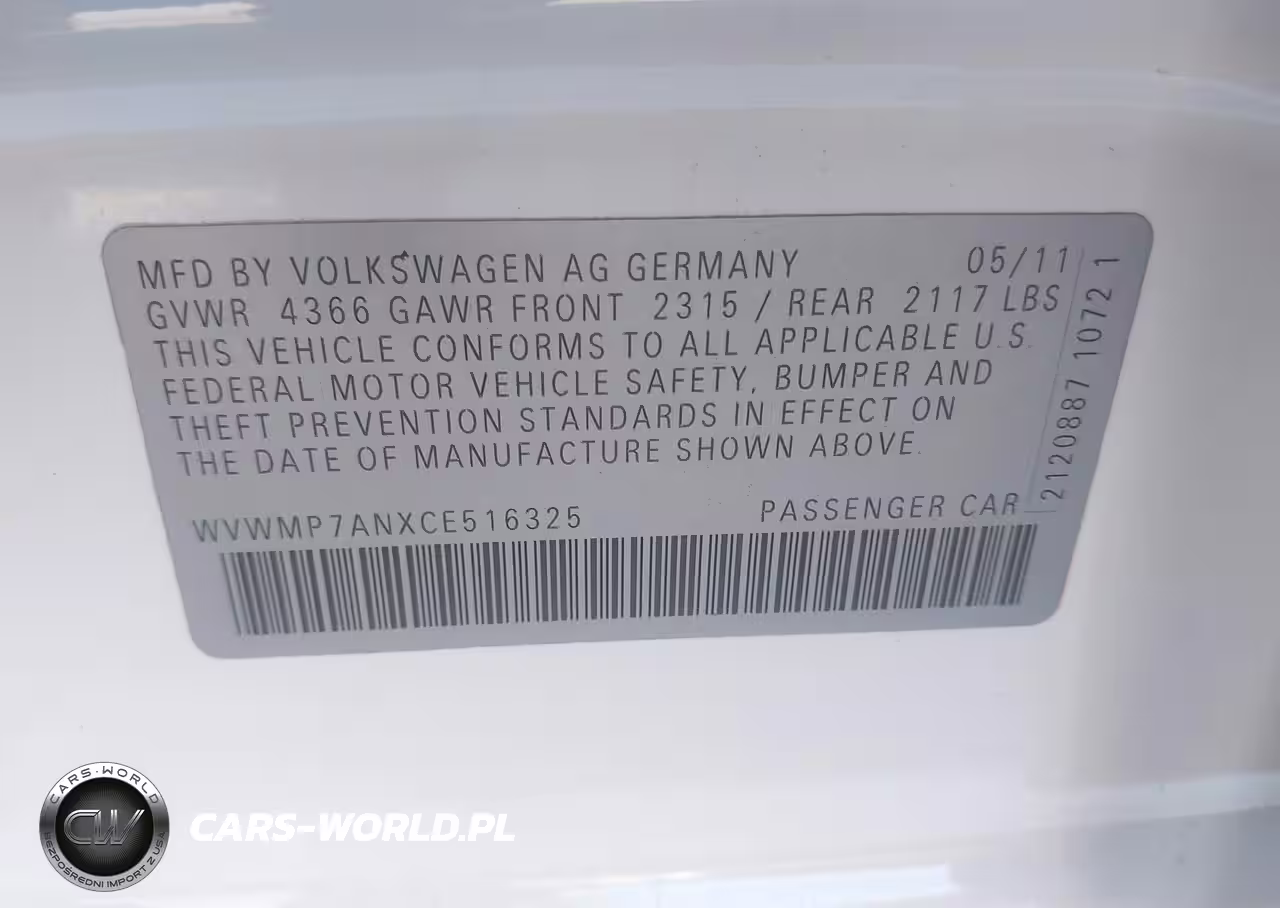 MFD BY VOLKSWAGEN AG GERMANY 05/11
GVWR 4366 GAWR FRONT 2315 / REAR 2117 LBS
THIS VEHICLE CONFORMS TO ALL APPLICABLE U.S.
FEDERAL MOTOR VEHICLE SAFETY, BUMPER AND
THEFT PREVENTION STANDARDS IN EFFECT ON
THE DATE OF MANUFACTURE SHOWN ABOVE.
WVWMP7ANXCE516325 PASSENGER CAR
2120887 1072 1
CARS-WORLD
CW
BEZPOŚREDNI IMPORT Z USA
CARS-WORLD.PL